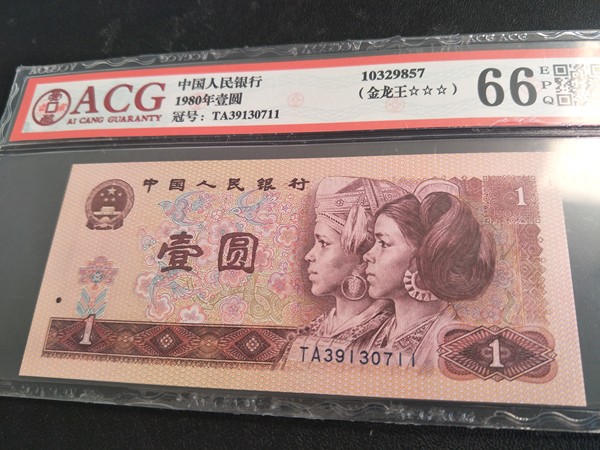 ACG
AI CANG GUARANTY
中国人民银行
1980年壹圆
冠号: TA39130711
10329857
(金龙王☆☆☆)
66
EPQ
中国人民银行
1
壹圆
1
TA39130711
1